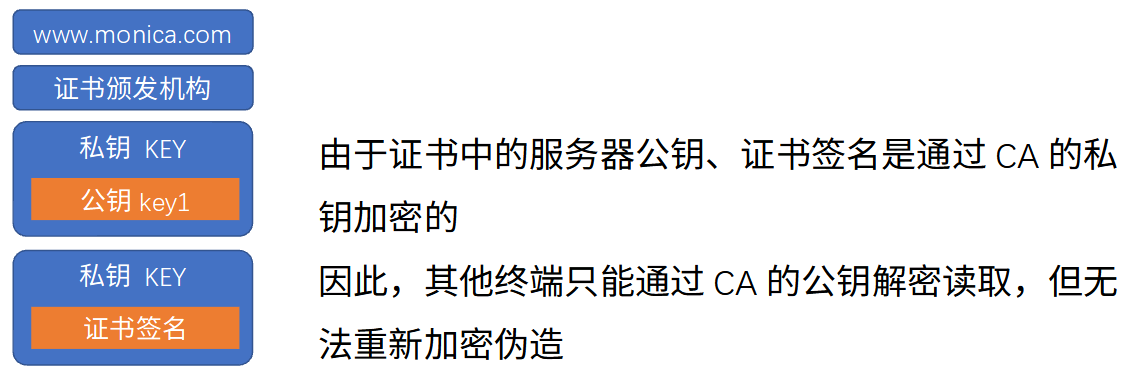 www.monica.com
证书颁发机构
私钥 KEY
公钥 key1
私钥 KEY
证书签名
由于证书中的服务器公钥、证书签名是通过 CA 的私
钥加密的
因此，其他终端只能通过 CA 的公钥解密读取，但无
法重新加密伪造